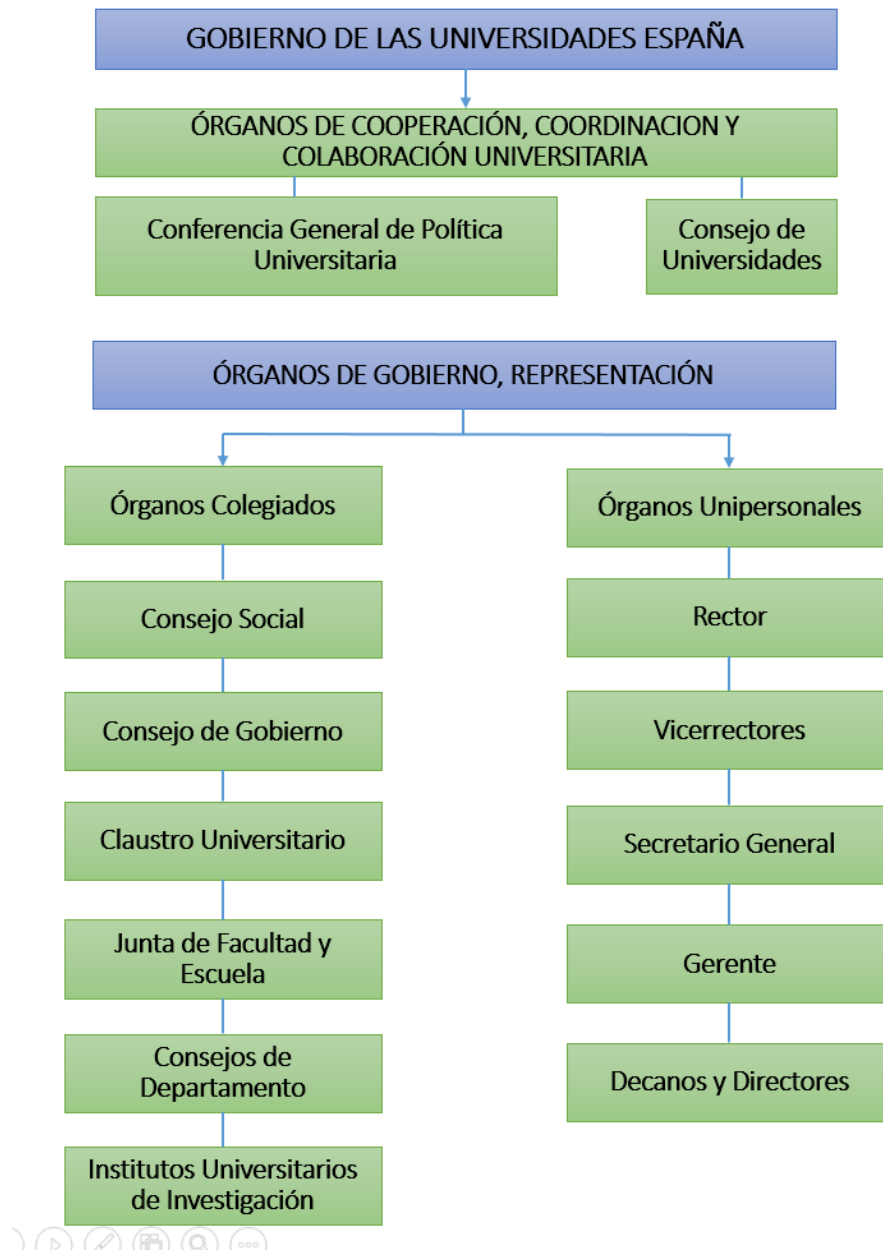 GOBIERNO DE LAS UNIVERSIDADES ESPAÑA
ÓRGANOS DE COOPERACIÓN, COORDINACION Y
COLABORACIÓN UNIVERSITARIA
Conferencia General de Política
Universitaria
Consejo de
Universidades
ÓRGANOS DE GOBIERNO, REPRESENTACIÓN
Órganos Colegiados
Consejo Social
Consejo de Gobierno
Claustro Universitario
Junta de Facultad y
Escuela
Consejos de
Departamento
Institutos Universitarios
de Investigación
Órganos Unipersonales
Rector
Vicerrectores
Secretario General
Gerente
Decanos y Directores